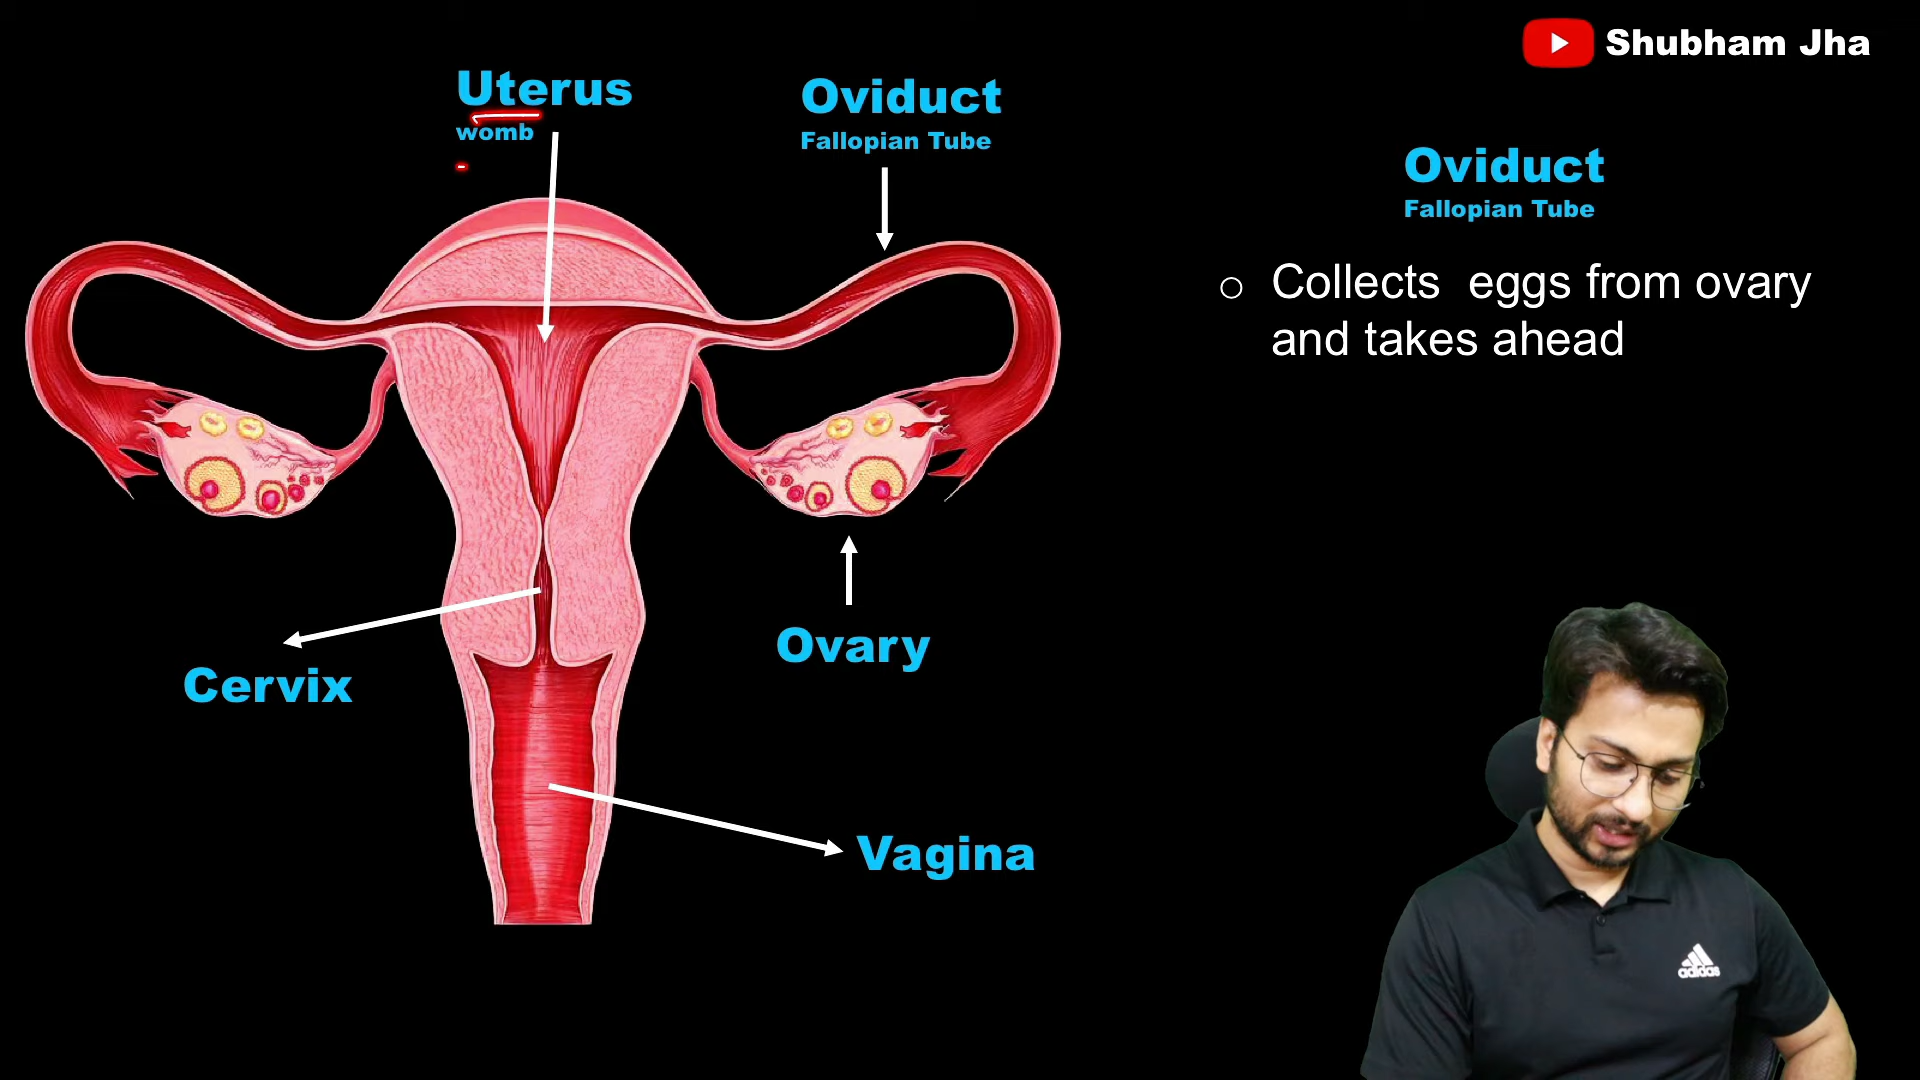 Shubham Jha
Uterus
womb
Oviduct
Fallopian Tube
Oviduct
Fallopian Tube
○ Collects  eggs from ovary
and takes ahead
Ovary
Cervix
Vagina
adidas